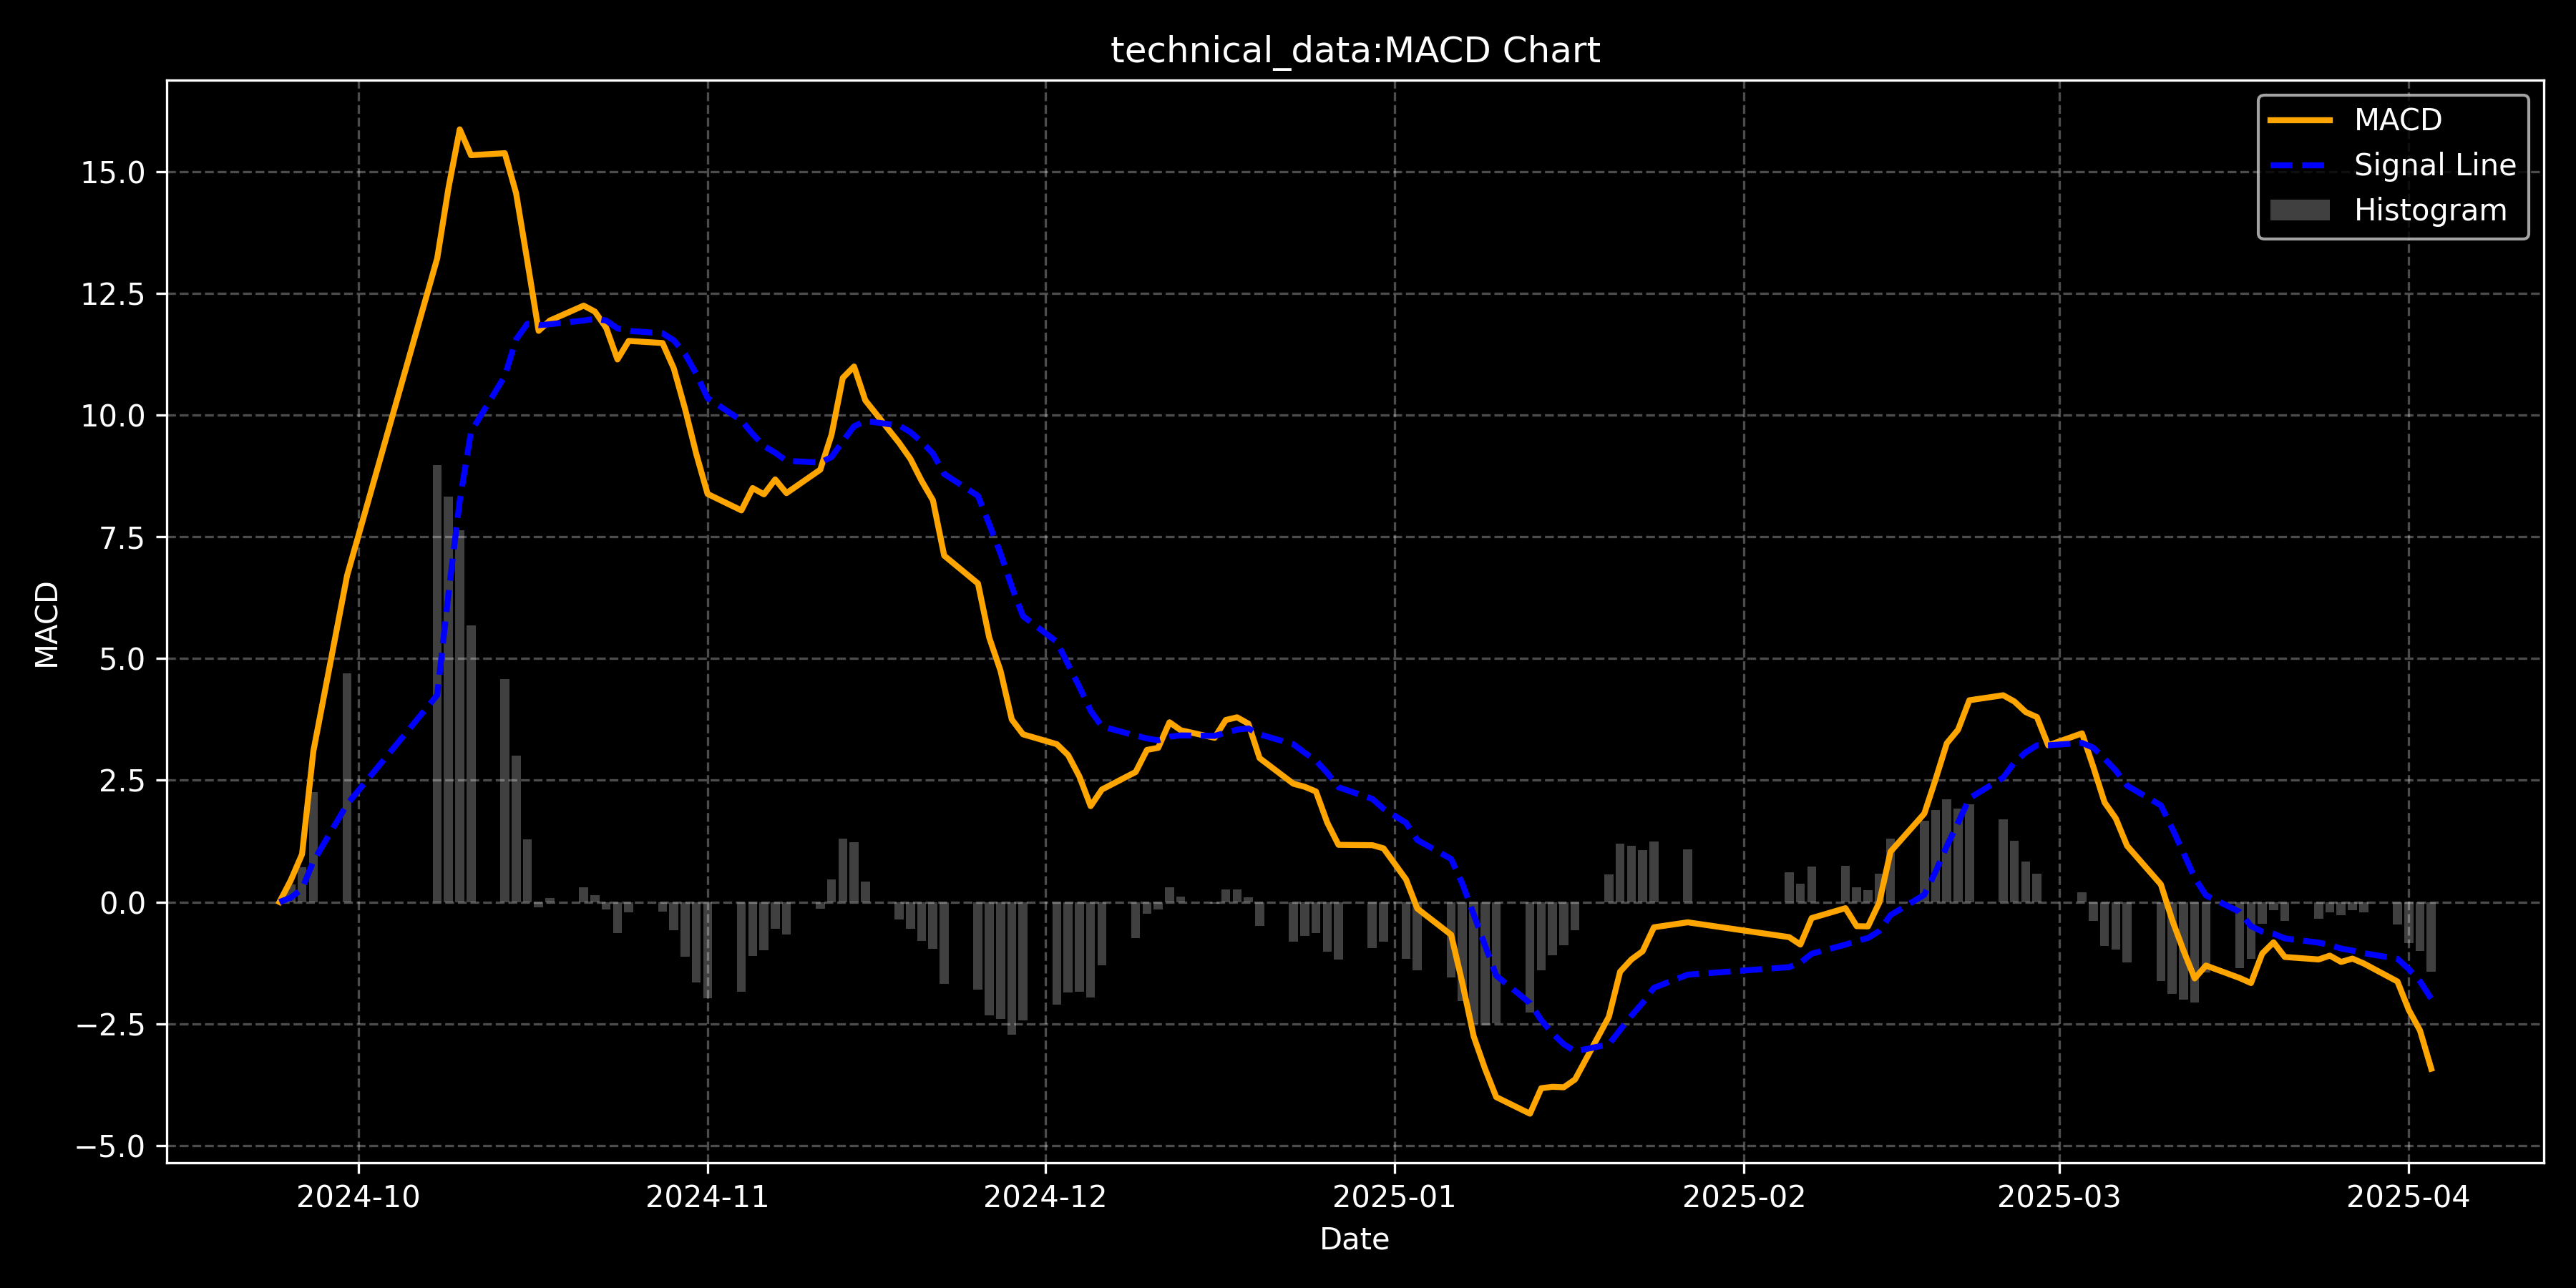 technical_data:MACD Chart
MACD
Signal Line
Histogram
MACD
15.0
12.5
10.0
7.5
5.0
2.5
0.0
−2.5
−5.0
2024-10 2024-11 2024-12 2025-01 2025-02 2025-03 2025-04
Date